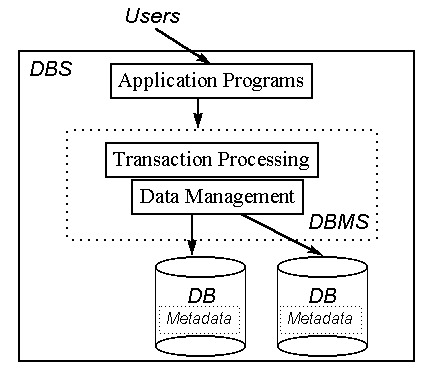 Users
DBS
Application Programs
Transaction Processing
Data Management
DBMS
DB
Metadata
DB
Metadata